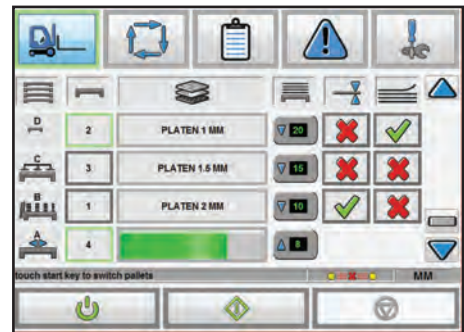 D
2 PLATEN 1 MM 20
C
3 PLATEN 1.5 MM 15
B
1 PLATEN 2 MM 10
A
4 8
touch start key to switch pallets MM